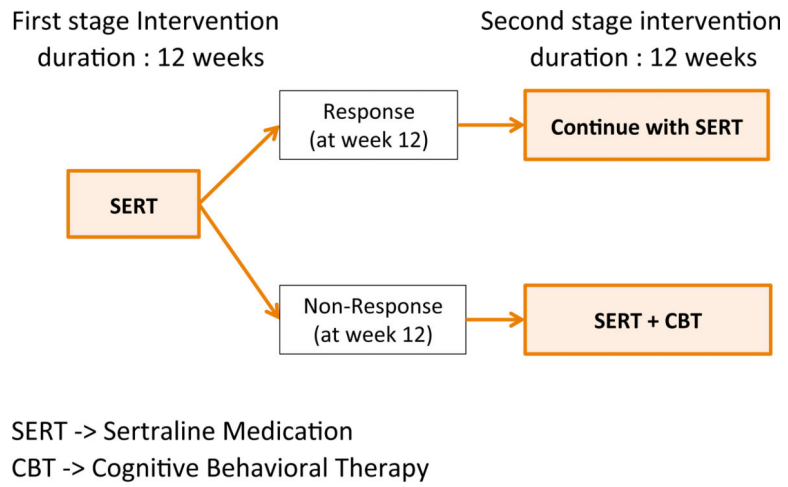 First stage Intervention
duration : 12 weeks
Second stage intervention
duration : 12 weeks
Response
(at week 12)
Continue with SERT
SERT
Non-Response
(at week 12)
SERT + CBT
SERT -> Sertraline Medication
CBT -> Cognitive Behavioral Therapy